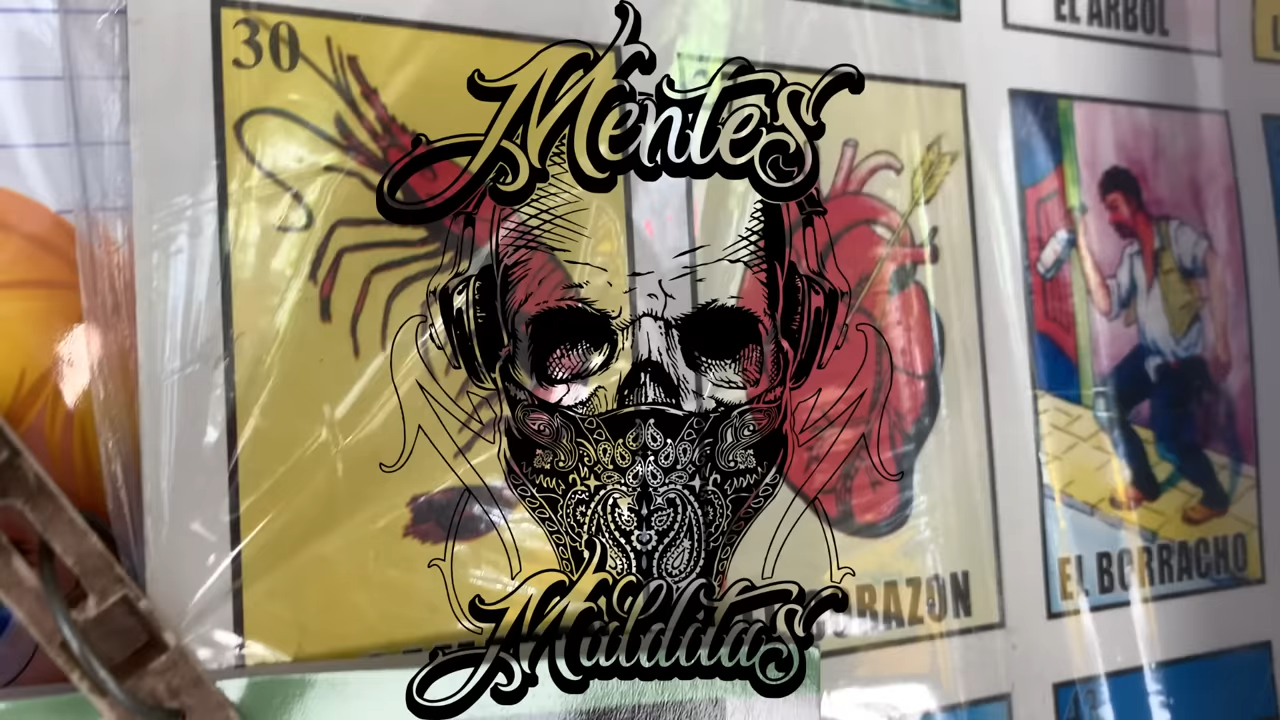 EL ARBOL
30
Mentes
EL BORRACHO
CORAZON
Malditas